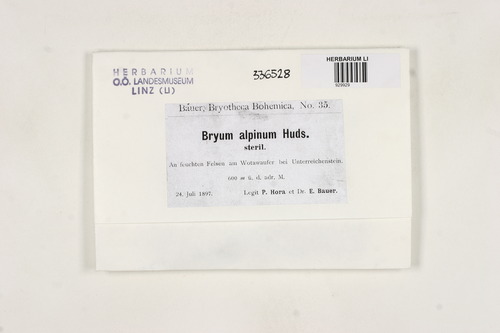 HERBARIUM
O.Ö. LANDESMUSEUM
LINZ (U)
336528
HERBARIUM LI
Bauer, Bryotheca Bohemica, No. 35.
Bryum alpinum Huds.
steril.
An feuchten Felsen am Wotawaufer bei Unterreichenstein.
600 m ü. d. adr. M.
24. Juli 1897.
Legit P. Hora et Dr. E. Bauer.